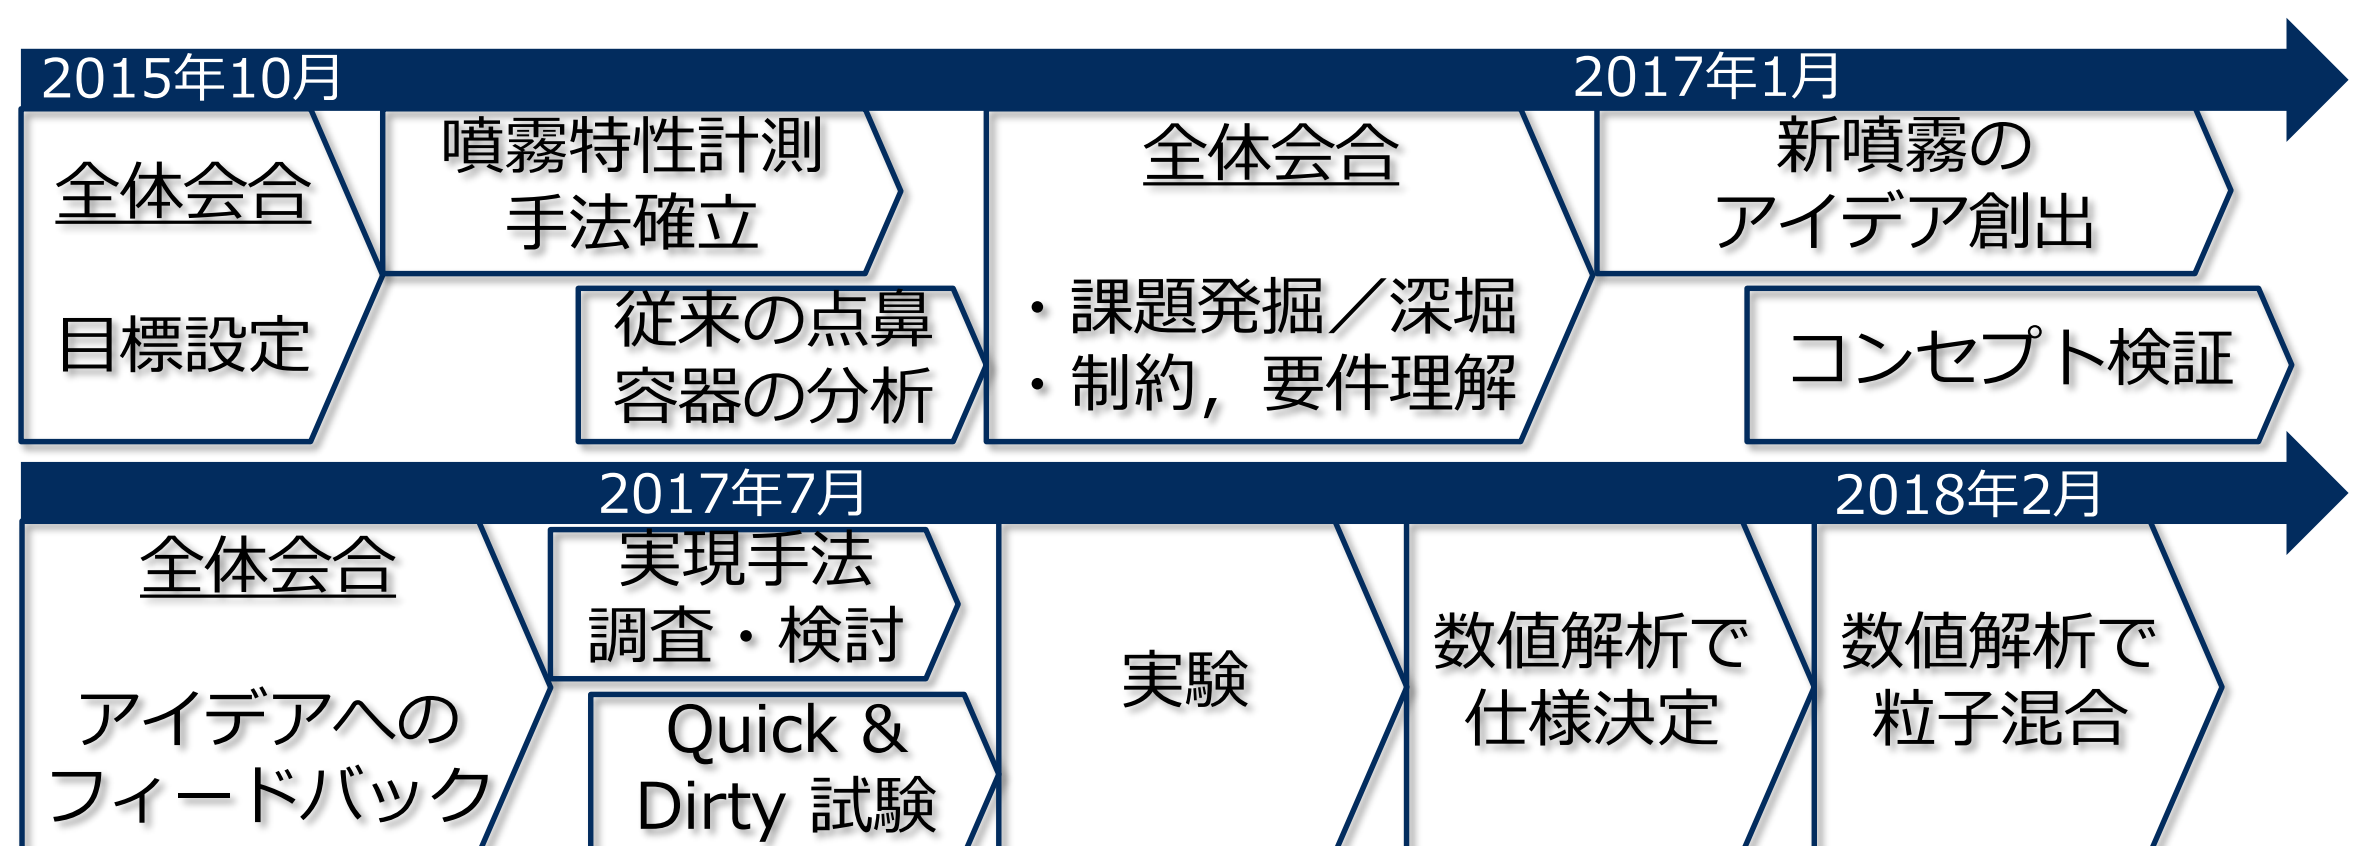 2015年10月
2017年1月
全体会合
目標設定
噴霧特性計測
手法確立
従来の点鼻
容器の分析
全体会合
・課題発掘／深堀
・制約，要件理解
新噴霧の
アイデア創出
コンセプト検証
2017年7月
2018年2月
全体会合
アイデアへの
フィードバック
実現手法
調査・検討
Quick &
Dirty 試験
実験
数値解析で
仕様決定
数値解析で
粒子混合